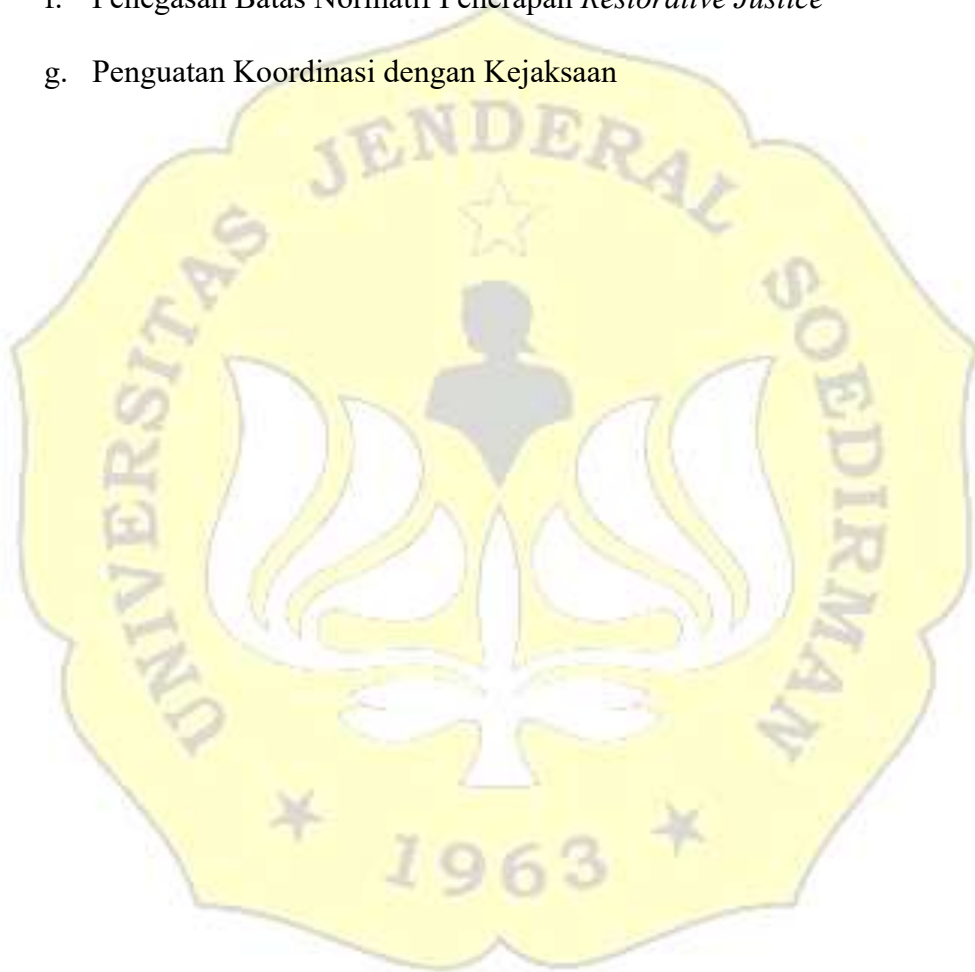 f. Penegasan Batas Normatif Penerapan Restorative Justice
g. Penguatan Koordinasi dengan Kejaksaan
UNIVERSITAS JENDERAL SOEDIRMAN
1963